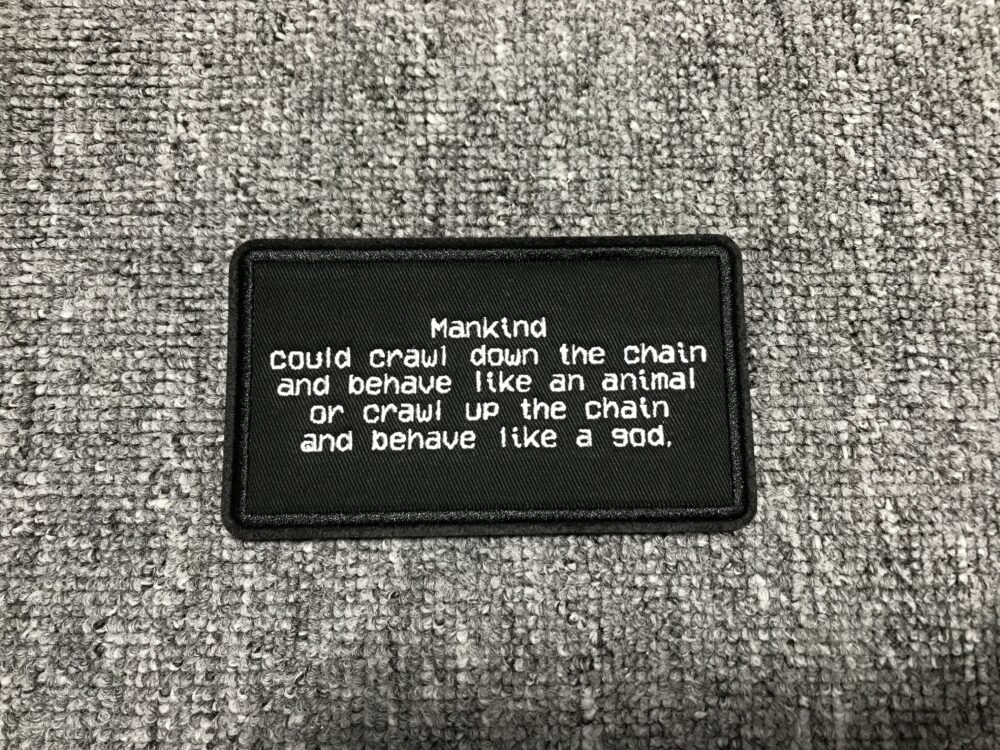 Mankind
could crawl down the chain
and behave like an animal
or crawl up the chain
and behave like a god.